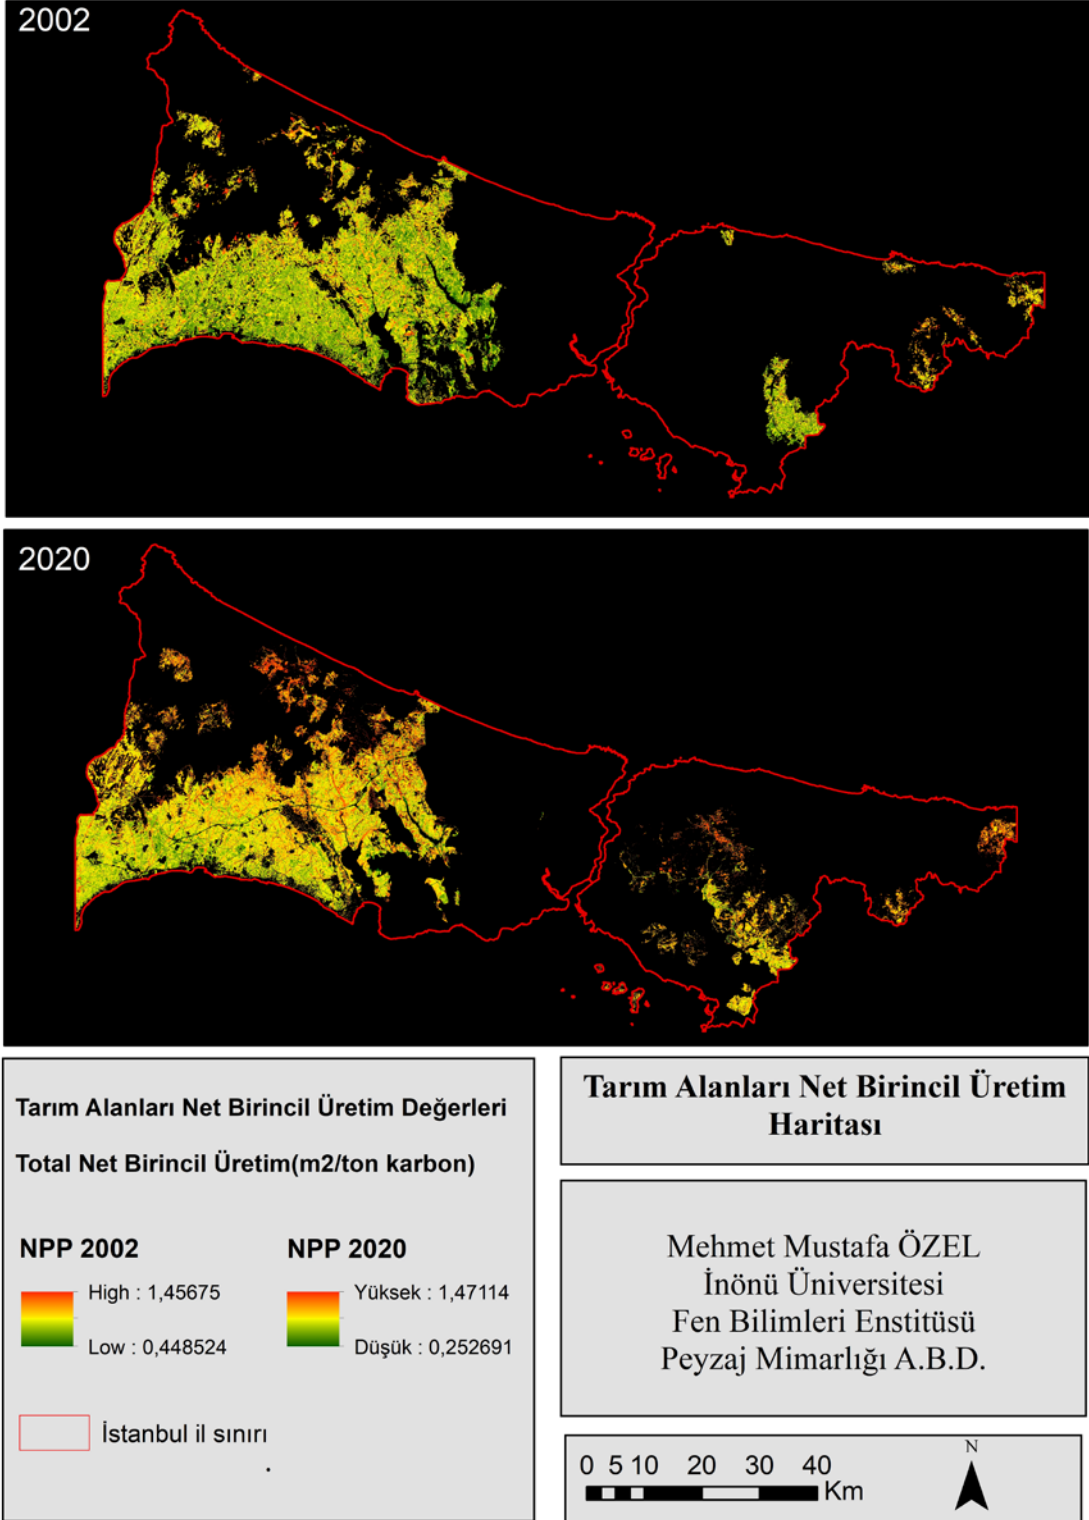 2002
2020
Tarım Alanları Net Birincil Üretim Değerleri
Total Net Birincil Üretim(m2/ton karbon)
NPP 2002
High : 1,45675
Low : 0,448524
NPP 2020
Yüksek : 1,47114
Düşük : 0,252691
İstanbul il sınırı
.
Tarım Alanları Net Birincil Üretim
Haritası
Mehmet Mustafa ÖZEL
İnönü Üniversitesi
Fen Bilimleri Enstitüsü
Peyzaj Mimarlığı A.B.D.
0 5 10 20 30 40
Km
N